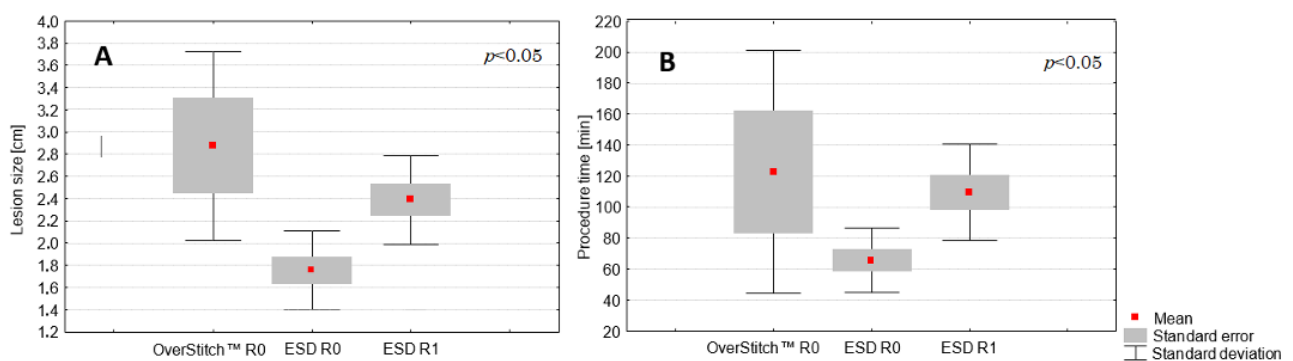 A
p<0.05
Lesion size [cm]
4.0
3.8
3.6
3.4
3.2
3.0
2.8
2.6
2.4
2.2
2.0
1.8
1.6
1.4
1.2
OverStitch™ R0 ESD R0 ESD R1
B
p<0.05
Procedure time [min]
220
200
180
160
140
120
100
80
60
40
20
OverStitch™ R0 ESD R0 ESD R1
Mean
Standard error
Standard deviation